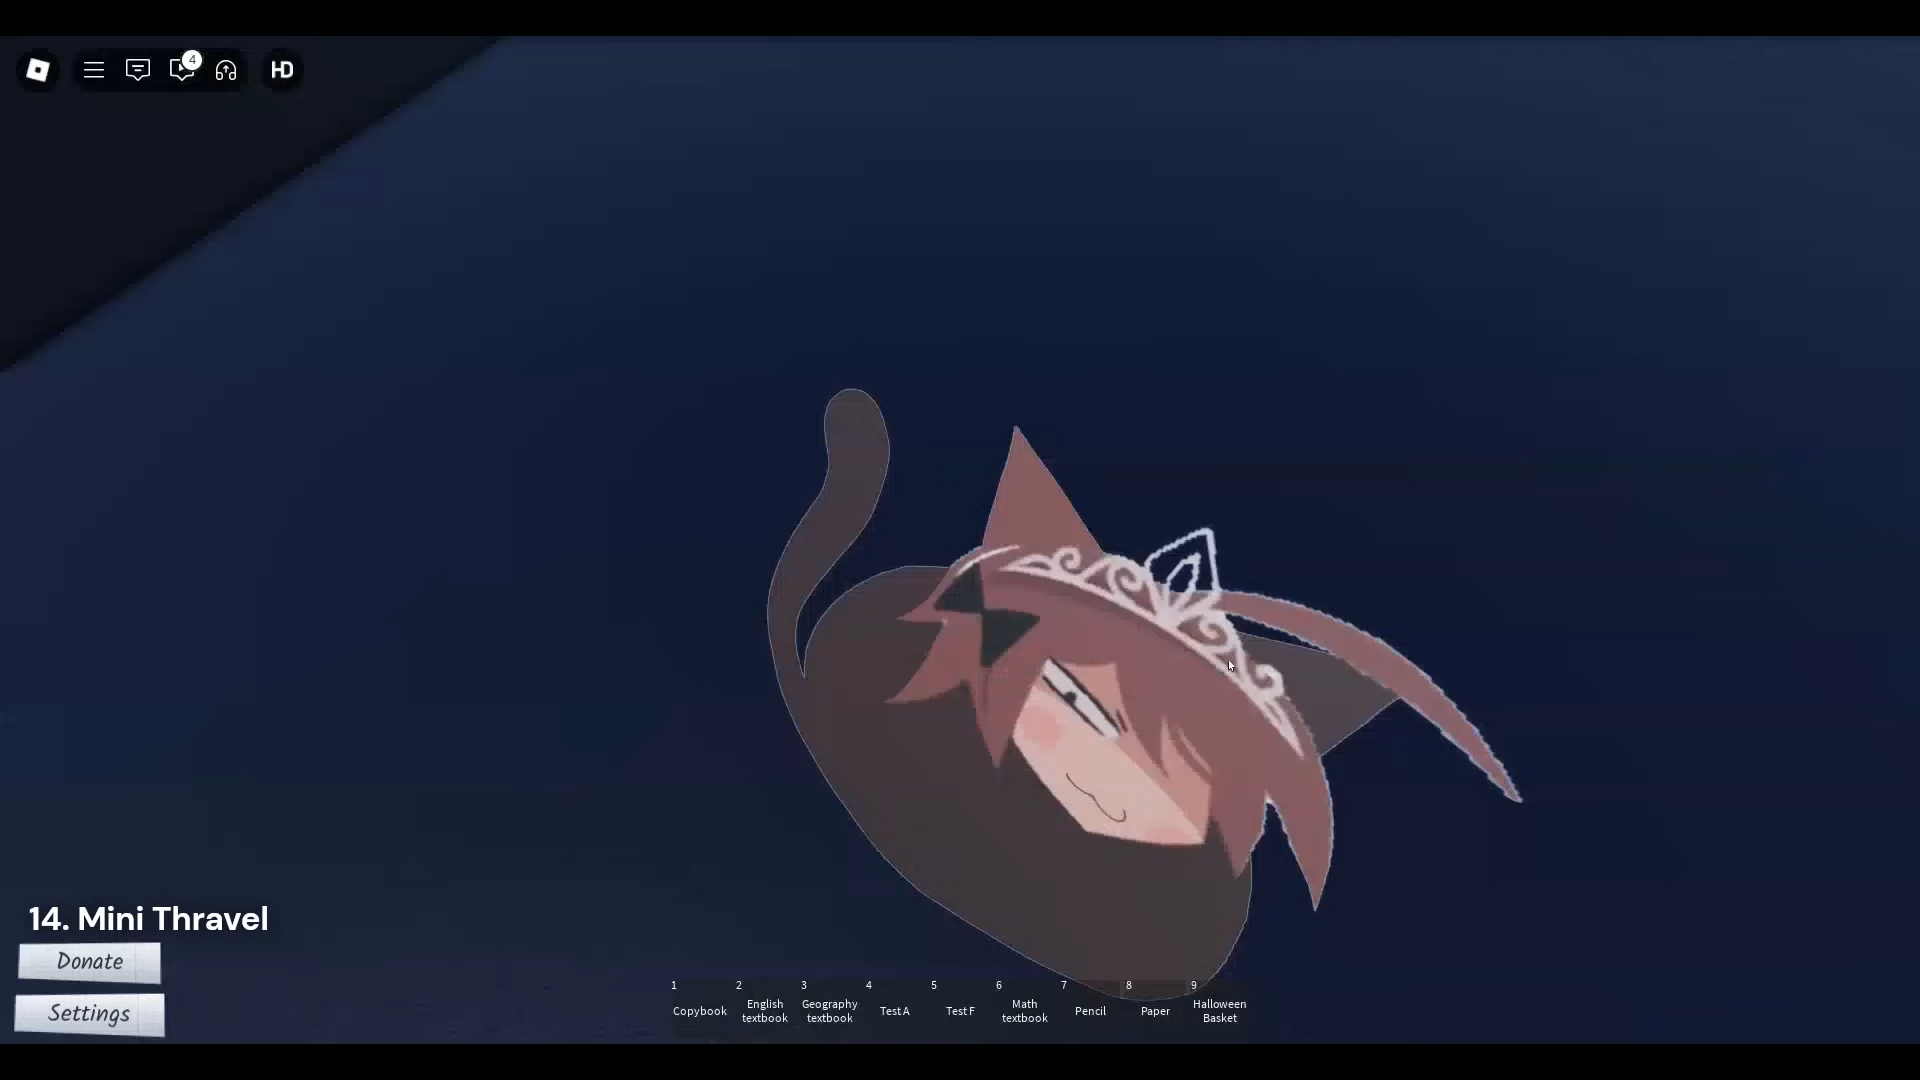 4
HD
14. Mini Thravel
Donate
Settings
1 2 3 4 5 6 7 8 9
Copybook
English
textbook
Geography
textbook
Test A
Test F
Math
textbook
Pencil
Paper
Halloween
Basket